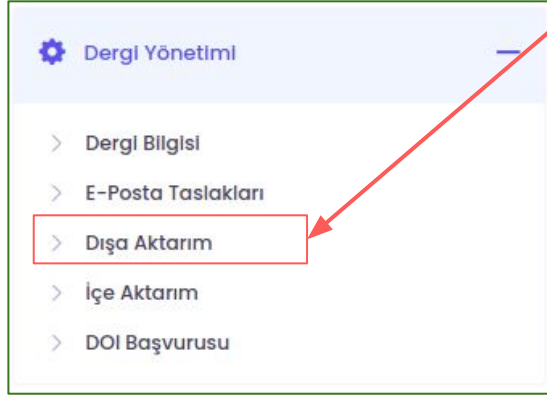 Dergi Yönetimi
Dergi Bilgisi
E-Posta Taslakları
Dışa Aktarım
İçe Aktarım
DOI Başvurusu